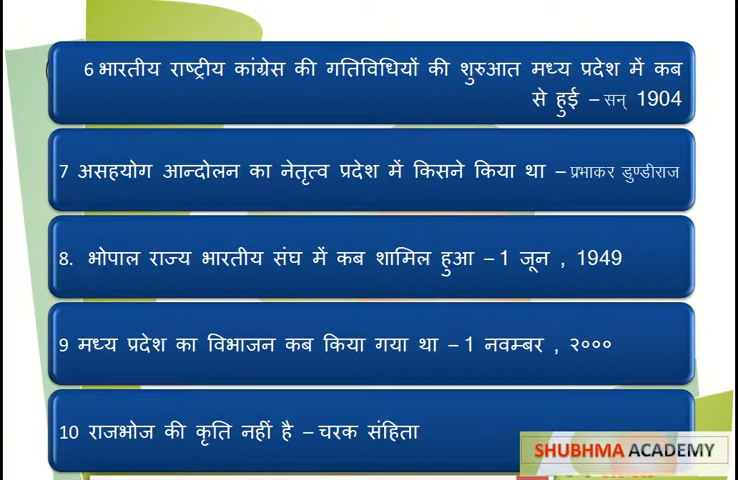 6 भारतीय राष्ट्रीय कांग्रेस की गतिविधियों की शुरुआत मध्य प्रदेश में कब
से हुई – सन् 1904
7 असहयोग आन्दोलन का नेतृत्व प्रदेश में किसने किया था – प्रभाकर डुण्डीराज
8. भोपाल राज्य भारतीय संघ में कब शामिल हुआ – 1 जून , 1949
9 मध्य प्रदेश का विभाजन कब किया गया था – 1 नवम्बर , २०००
10 राजभोज की कृति नहीं है – चरक संहिता
SHUBHMA ACADEMY